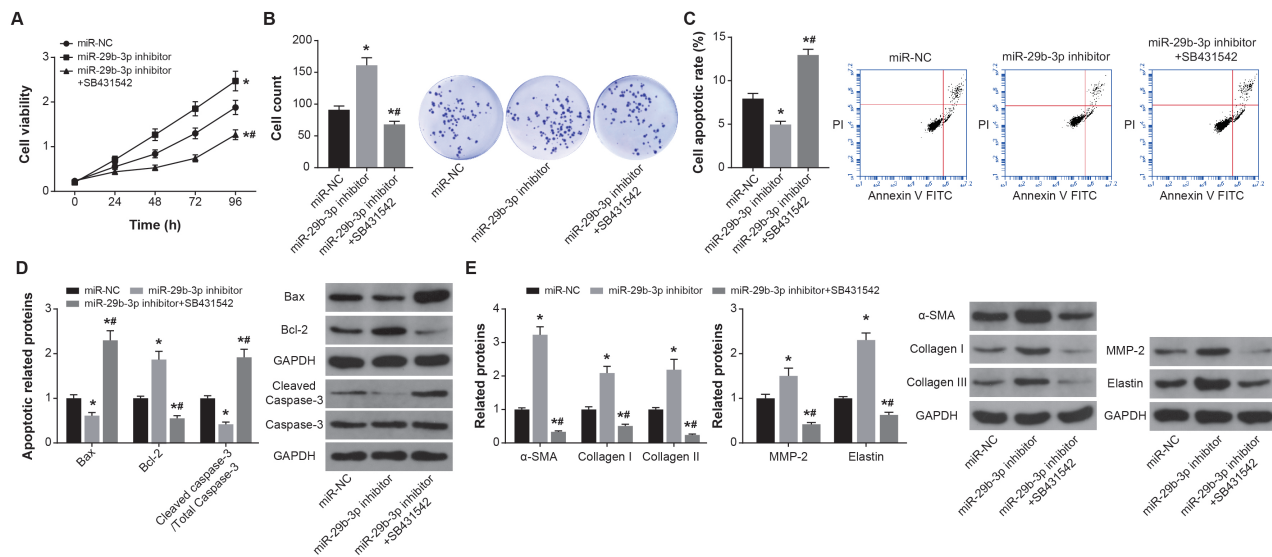 A
miR-NC
miR-29b-3p inhibitor
miR-29b-3p inhibitor
+SB431542
Cell viability
3
2
1
0
0 24 48 72 96
Time (h)
*
*#
B
Cell count
200
150
100
50
0
*
*#
miR-NC
miR-29b-3p inhibitor
miR-29b-3p inhibitor
+SB431542
miR-NC
miR-29b-3p inhibitor
miR-29b-3p inhibitor
+SB431542
C
Cell apoptotic rate (%)
15
10
5
0
*
*#
miR-NC
miR-29b-3p inhibitor
miR-29b-3p inhibitor
+SB431542
miR-NC
PI
Annexin V FITC
miR-29b-3p inhibitor
PI
Annexin V FITC
miR-29b-3p inhibitor
+SB431542
PI
Annexin V FITC
D
miR-NC miR-29b-3p inhibitor
miR-29b-3p inhibitor+SB431542
Apoptotic related proteins
3
2
1
0
* *# * *# * *#
Bax
Bcl-2
Cleaved caspase-3
/Total Caspase-3
Bax
Bcl-2
GAPDH
Cleaved
Caspase-3
Caspase-3
GAPDH
miR-NC
miR-29b-3p inhibitor
miR-29b-3p inhibitor
+SB431542
E
miR-NC miR-29b-3p inhibitor miR-29b-3p inhibitor+SB431542
Related proteins
4
3
2
1
0
* *# * *# * *#
α-SMA Collagen I Collagen II
Related proteins
3
2
1
0
* *# * *#
MMP-2 Elastin
α-SMA
Collagen I
Collagen III
GAPDH
miR-NC
miR-29b-3p inhibitor
miR-29b-3p inhibitor
+SB431542
MMP-2
Elastin
GAPDH
miR-NC
miR-29b-3p inhibitor
miR-29b-3p inhibitor
+SB431542